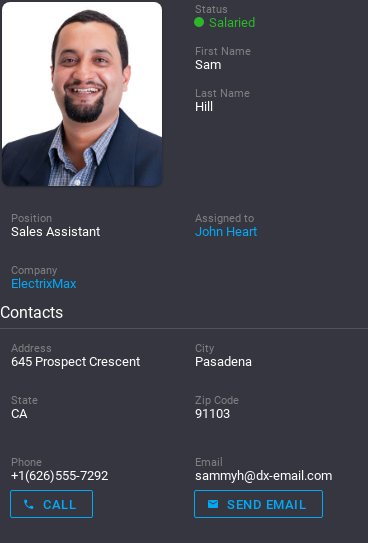 Status
Salaried
First Name
Sam
Last Name
Hill
Position
Sales Assistant
Assigned to
John Heart
Company
ElectrixMax
Contacts
Address
645 Prospect Crescent
City
Pasadena
State
CA
Zip Code
91103
Phone
+1(626)555-7292
Email
sammyh@dx-email.com
CALL
SEND EMAIL